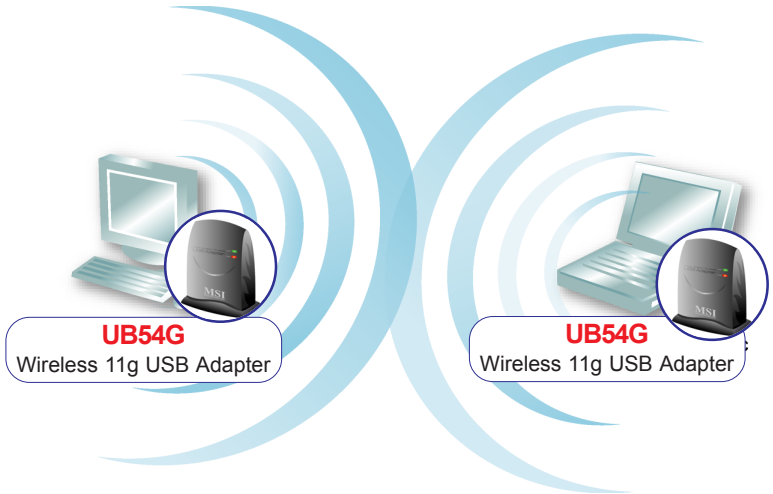 MSI
UB54G
Wireless 11g USB Adapter
MSI
UB54G
Wireless 11g USB Adapter